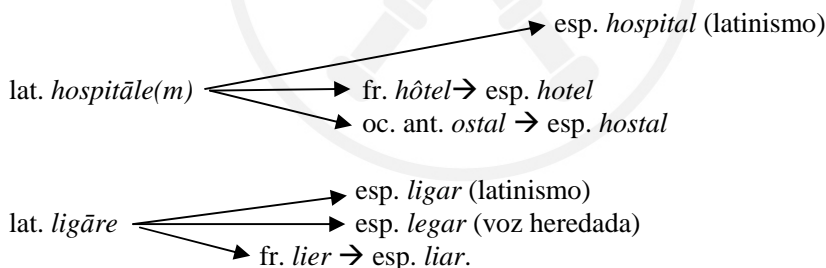 esp. hospital (latinismo)
lat. hospitāle(m) fr. hôtel→ esp. hotel
oc. ant. ostal → esp. hostal
esp. ligar (latinismo)
lat. ligāre esp. legar (voz heredada)
fr. lier → esp. liar.